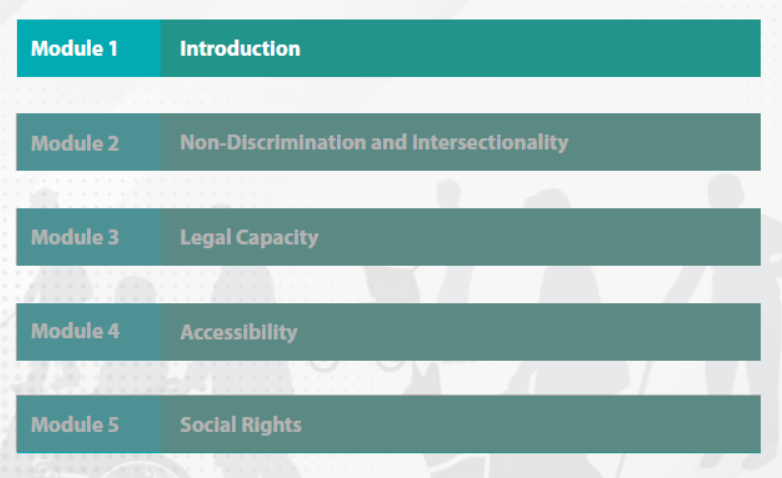 Module 1 Introduction
Module 2 Non-Discrimination and Intersectionality
Module 3 Legal Capacity
Module 4 Accessibility
Module 5 Social Rights